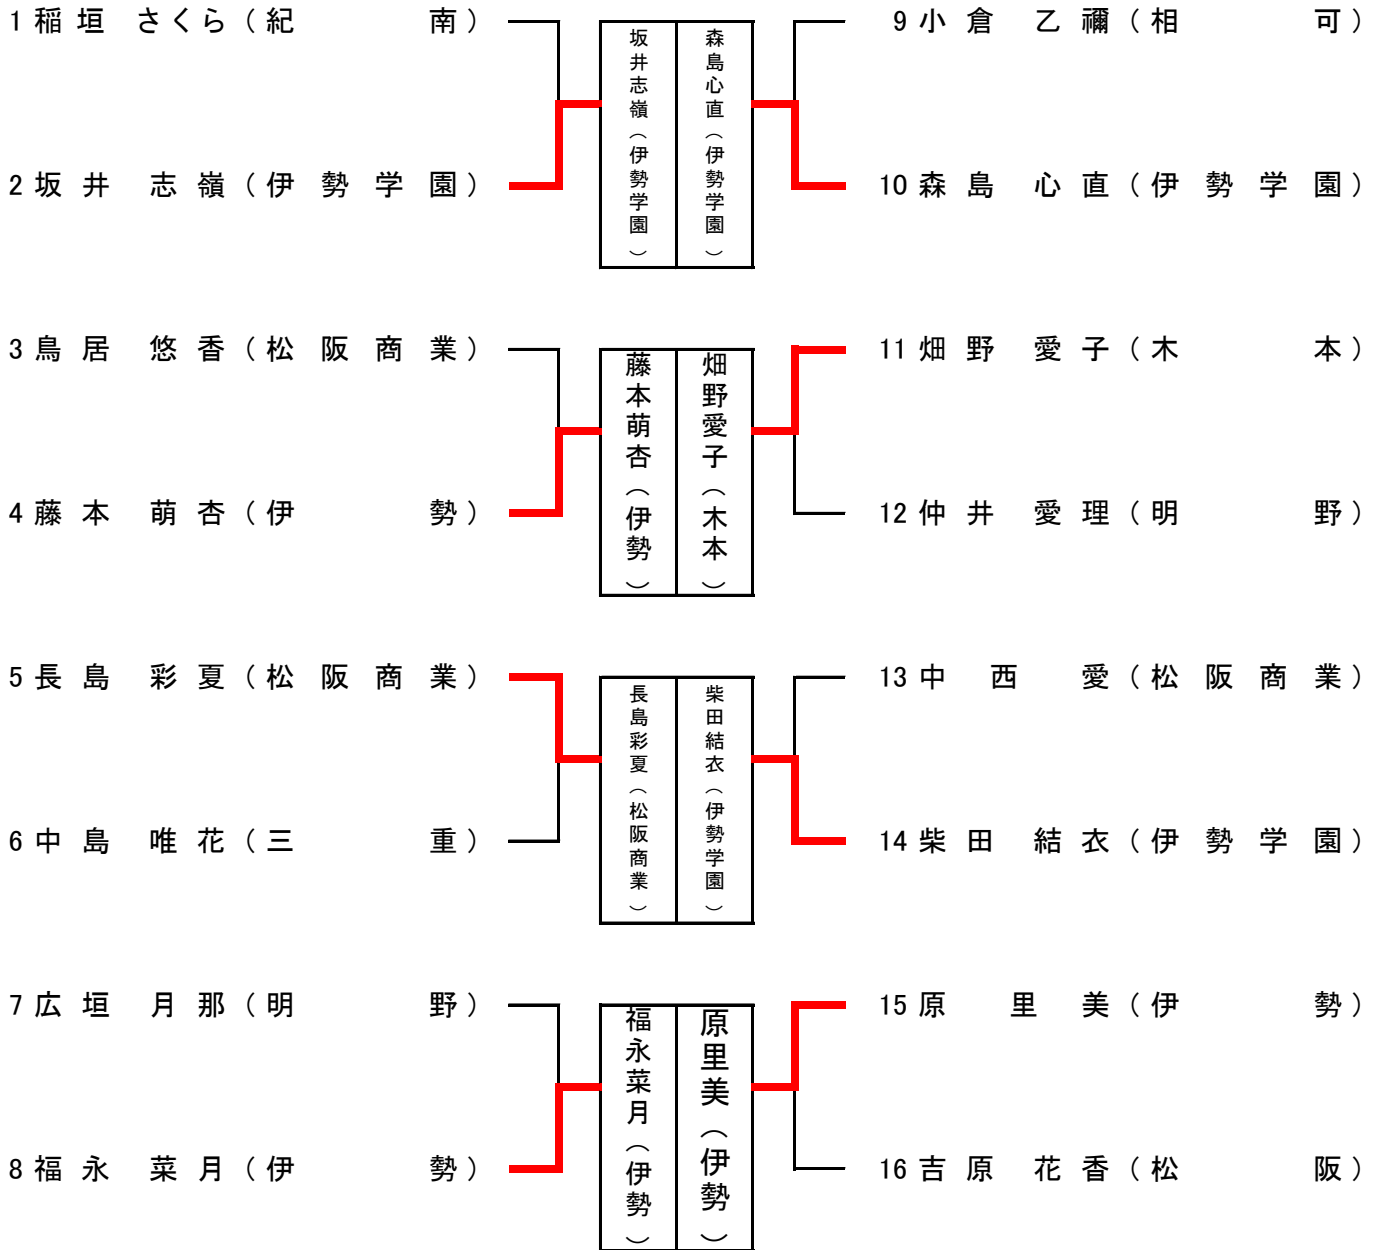 1 稲垣 さくら（紀南）
2 坂井 志嶺（伊勢学園）
3 鳥居 悠香（松阪商業）
4 藤本 萌杏（伊勢）
5 長島 彩夏（松阪商業）
6 中島 唯花（三重）
7 広垣 月那（明野）
8 福永 菜月（伊勢）
坂井志嶺（伊勢学園）
森島心直（伊勢学園）
藤本萌杏（伊勢）
畑野愛子（木本）
長島彩夏（松阪商業）
柴田結衣（伊勢学園）
福永菜月（伊勢）
原里美（伊勢）
9 小倉 乙禰（相可）
10 森島 心直（伊勢学園）
11 畑野 愛子（木本）
12 仲井 愛理（明野）
13 中西 愛（松阪商業）
14 柴田 結衣（伊勢学園）
15 原 里美（伊勢）
16 吉原 花香（松阪）